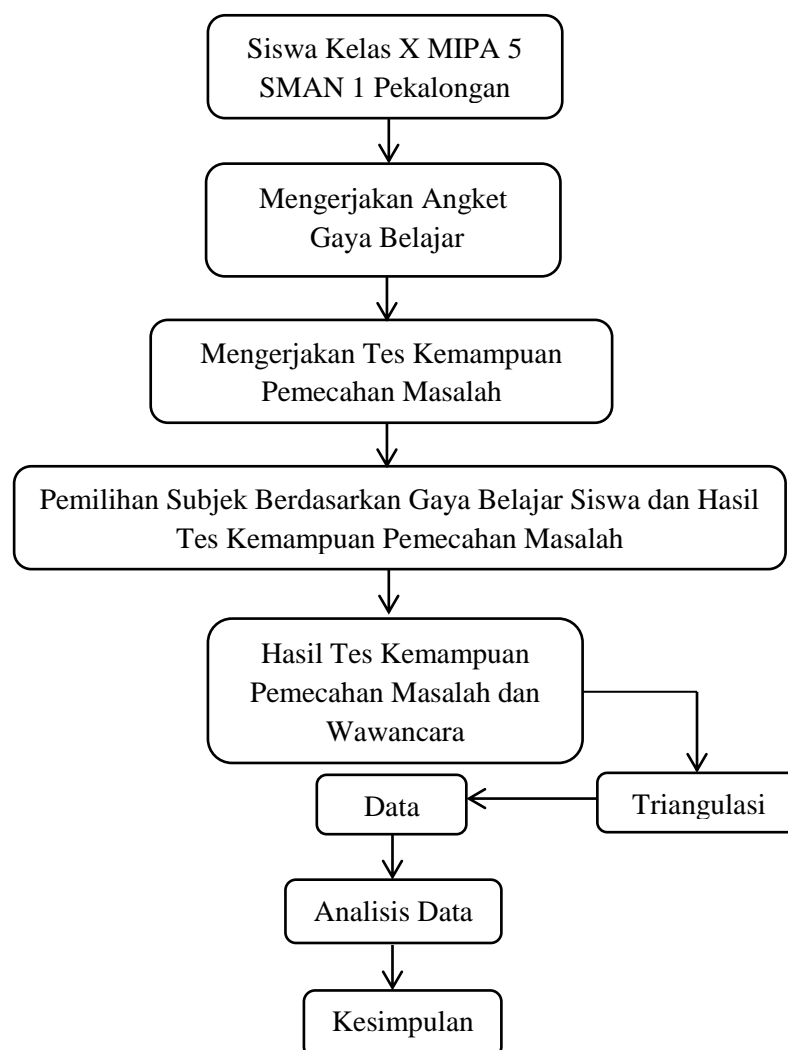 Siswa Kelas X MIPA 5
SMAN 1 Pekalongan
Mengerjakan Angket
Gaya Belajar
Mengerjakan Tes Kemampuan
Pemecahan Masalah
Pemilihan Subjek Berdasarkan Gaya Belajar Siswa dan Hasil
Tes Kemampuan Pemecahan Masalah
Hasil Tes Kemampuan
Pemecahan Masalah dan
Wawancara
Triangulasi
Data
Analisis Data
Kesimpulan